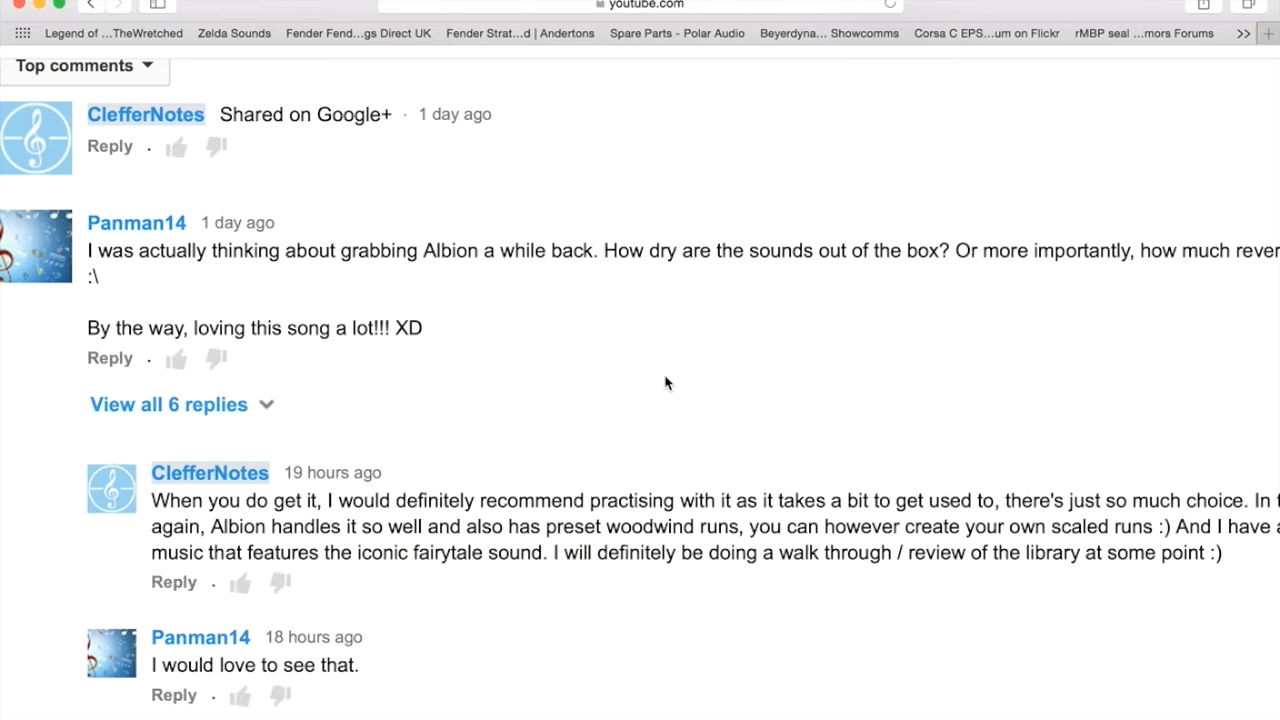 youtube.com
Legend of ...TheWretched Zelda Sounds Fender Fend...gs Direct UK Fender Strat...d | Andertons Spare Parts - Polar Audio Beyerdyna... Showcomms Corsa C EPS...um on Flickr rMBP seal ...mors Forums >> +
Top comments
ClefferNotes Shared on Google+ · 1 day ago
Reply ·
Panman14 1 day ago
I was actually thinking about grabbing Albion a while back. How dry are the sounds out of the box? Or more importantly, how much rever
:\
By the way, loving this song a lot!!! XD
Reply ·
View all 6 replies
ClefferNotes 19 hours ago
When you do get it, I would definitely recommend practising with it as it takes a bit to get used to, there's just so much choice. In
again, Albion handles it so well and also has preset woodwind runs, you can however create your own scaled runs :) And I have
music that features the iconic fairytale sound. I will definitely be doing a walk through / review of the library at some point :)
Reply ·
Panman14 18 hours ago
I would love to see that.
Reply ·